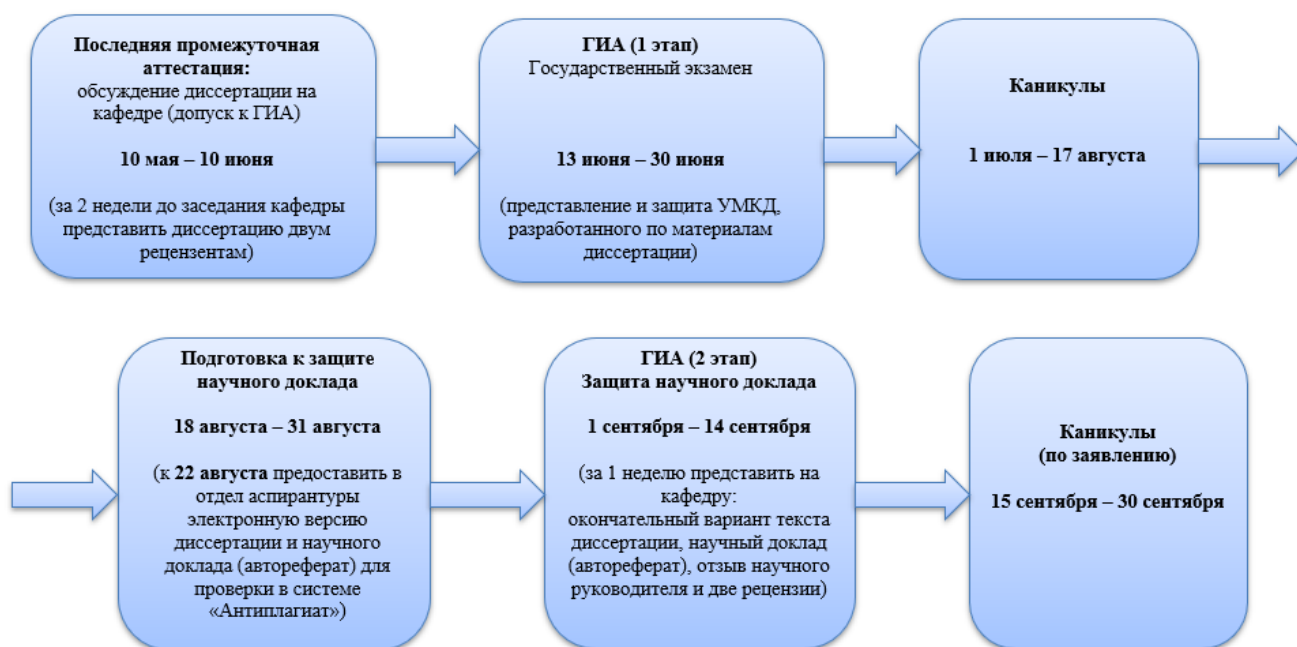 Последняя промежуточная
аттестация:
обсуждение диссертации на
кафедре (допуск к ГИА)
10 мая – 10 июня
(за 2 недели до заседания кафедры
представить диссертацию двум
рецензентам)
ГИА (1 этап)
Государственный экзамен
13 июня – 30 июня
(представление и защита УМКД,
разработанного по материалам
диссертации)
Каникулы
1 июля – 17 августа
Подготовка к защите
научного доклада
18 августа – 31 августа
(к 22 августа предоставить в
отдел аспирантуры
электронную версию
диссертации и научного
доклада (автореферат) для
проверки в системе
«Антиплагиат»)
ГИА (2 этап)
Защита научного доклада
1 сентября – 14 сентября
(за 1 неделю представить на
кафедру:
окончательный вариант текста
диссертации, научный доклад
(автореферат), отзыв научного
руководителя и две рецензии)
Каникулы
(по заявлению)
15 сентября – 30 сентября